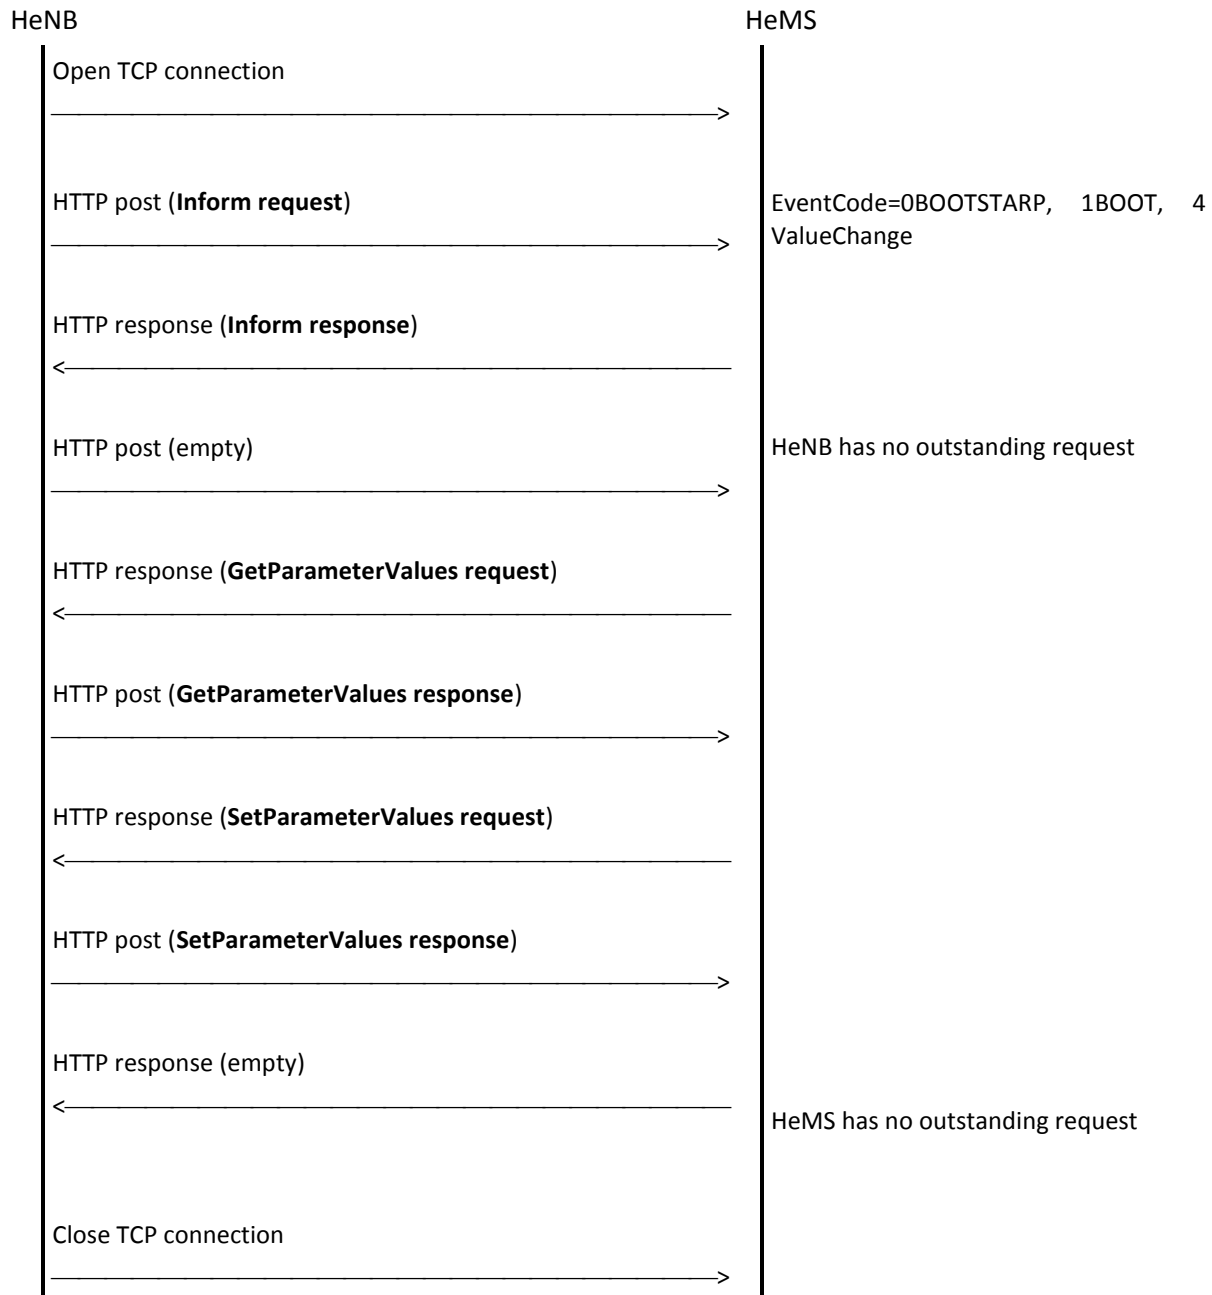 HeNB HeMS
Open TCP connection
HTTP post (Inform request)
EventCode=0BOOTSTARP, 1BOOT, 4
ValueChange
HTTP response (Inform response)
HTTP post (empty)
HeNB has no outstanding request
HTTP response (GetParameterValues request)
HTTP post (GetParameterValues response)
HTTP response (SetParameterValues request)
HTTP post (SetParameterValues response)
HTTP response (empty)
HeMS has no outstanding request
Close TCP connection